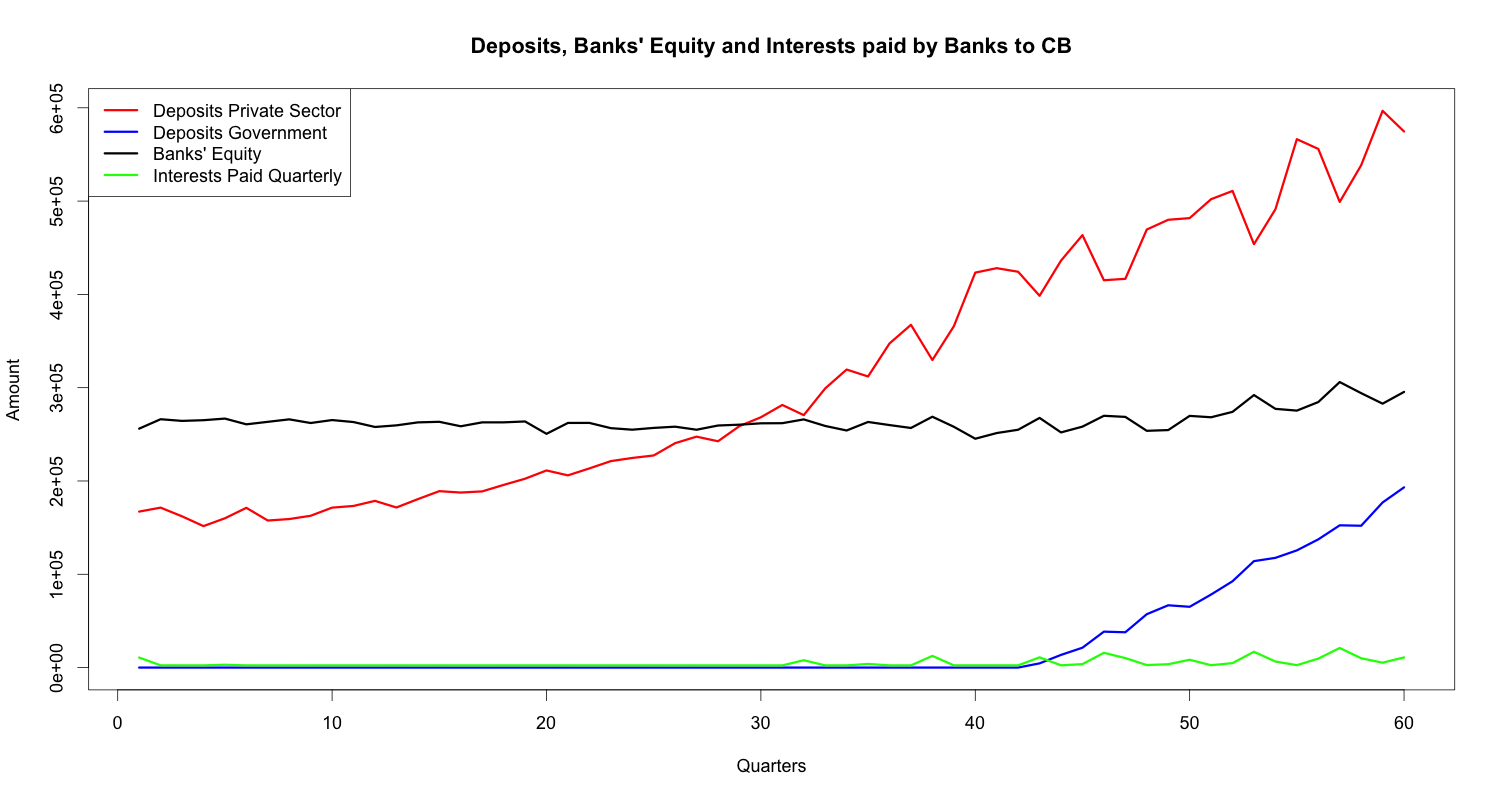 Deposits, Banks' Equity and Interests paid by Banks to CB
Deposits Private Sector
Deposits Government
Banks' Equity
Interests Paid Quarterly
6e+05
5e+05
4e+05
3e+05
2e+05
1e+05
0e+00
Amount
0 10 20 30 40 50 60
Quarters